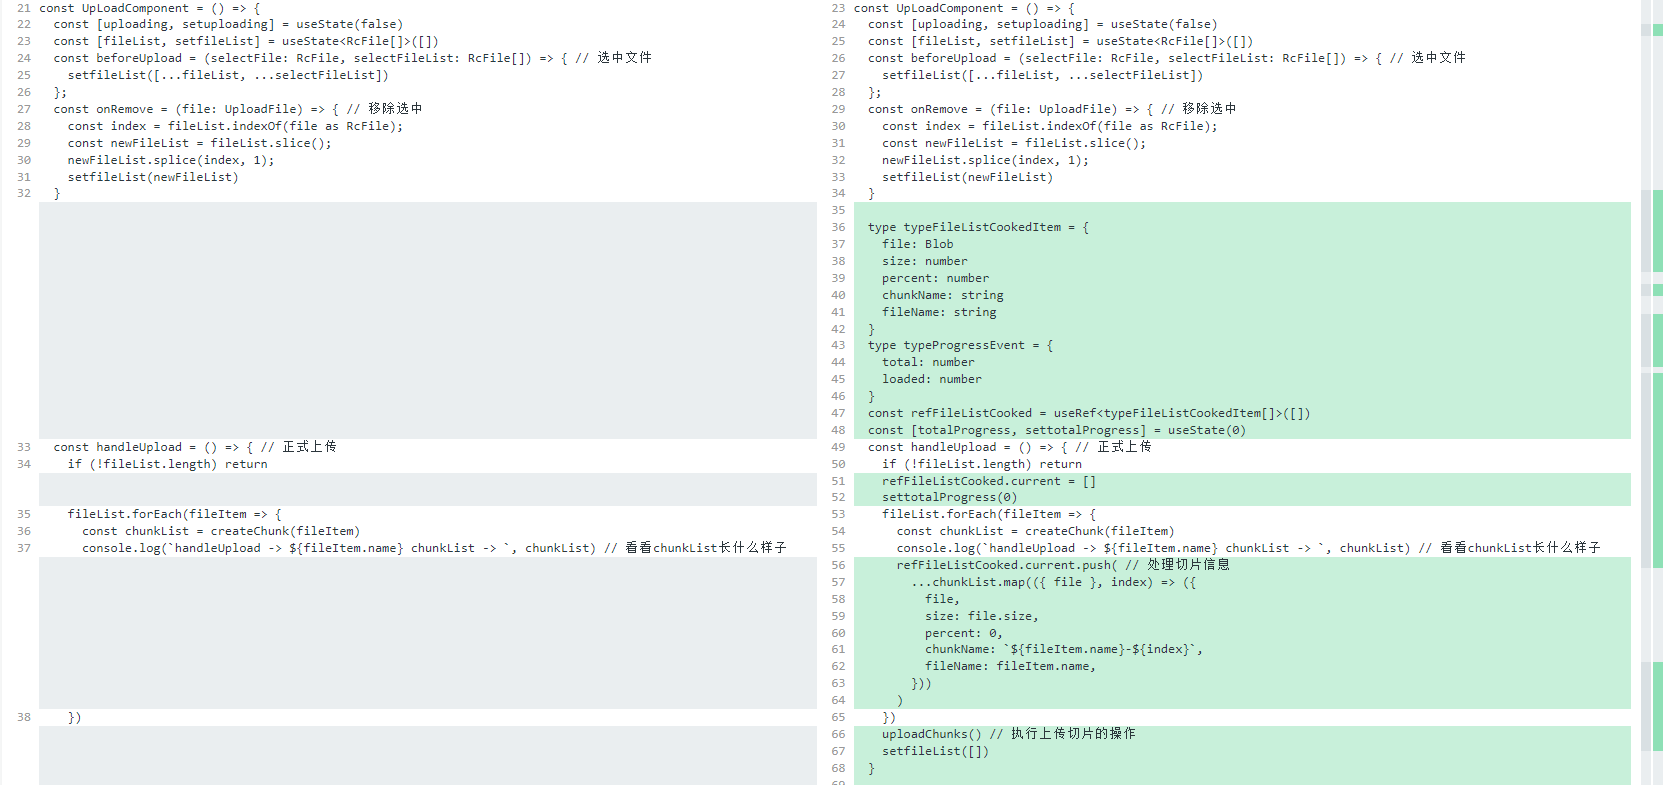 21 const UpLoadComponent = () => {
22   const [uploading, setuploading] = useState(false)
23   const [fileList, setfileList] = useState<RcFile[]>([])
24   const beforeUpload = (selectFile: RcFile, selectFileList: RcFile[]) => { // 选中文件
25     setfileList([...fileList, ...selectFileList])
26   };
27   const onRemove = (file: UploadFile) => { // 移除选中
28     const index = fileList.indexOf(file as RcFile);
29     const newFileList = fileList.slice();
30     newFileList.splice(index, 1);
31     setfileList(newFileList)
32   }
33   const handleUpload = () => { // 正式上传
34     if (!fileList.length) return
35     fileList.forEach(fileItem => {
36       const chunkList = createChunk(fileItem)
37       console.log(`handleUpload -> ${fileItem.name} chunkList -> `, chunkList) // 看看chunkList长什么样子
38     })
23 const UpLoadComponent = () => {
24   const [uploading, setuploading] = useState(false)
25   const [fileList, setfileList] = useState<RcFile[]>([])
26   const beforeUpload = (selectFile: RcFile, selectFileList: RcFile[]) => { // 选中文件
27     setfileList([...fileList, ...selectFileList])
28   };
29   const onRemove = (file: UploadFile) => { // 移除选中
30     const index = fileList.indexOf(file as RcFile);
31     const newFileList = fileList.slice();
32     newFileList.splice(index, 1);
33     setfileList(newFileList)
34   }
35
36   type typeFileListCookedItem = {
37     file: Blob
38     size: number
39     percent: number
40     chunkName: string
41     fileName: string
42   }
43   type typeProgressEvent = {
44     total: number
45     loaded: number
46   }
47   const refFileListCooked = useRef<typeFileListCookedItem[]>([])
48   const [totalProgress, settotalProgress] = useState(0)
49   const handleUpload = () => { // 正式上传
50     if (!fileList.length) return
51     refFileListCooked.current = []
52     settotalProgress(0)
53     fileList.forEach(fileItem => {
54       const chunkList = createChunk(fileItem)
55       console.log(`handleUpload -> ${fileItem.name} chunkList -> `, chunkList) // 看看chunkList长什么样子
56       refFileListCooked.current.push( // 处理切片信息
57         ...chunkList.map(({ file }, index) => ({
58           file,
59           size: file.size,
60           percent: 0,
61           chunkName: `${fileItem.name}-${index}`,
62           fileName: fileItem.name,
63         }))
64       )
65     })
66     uploadChunks() // 执行上传切片的操作
67     setfileList([])
68   }
69